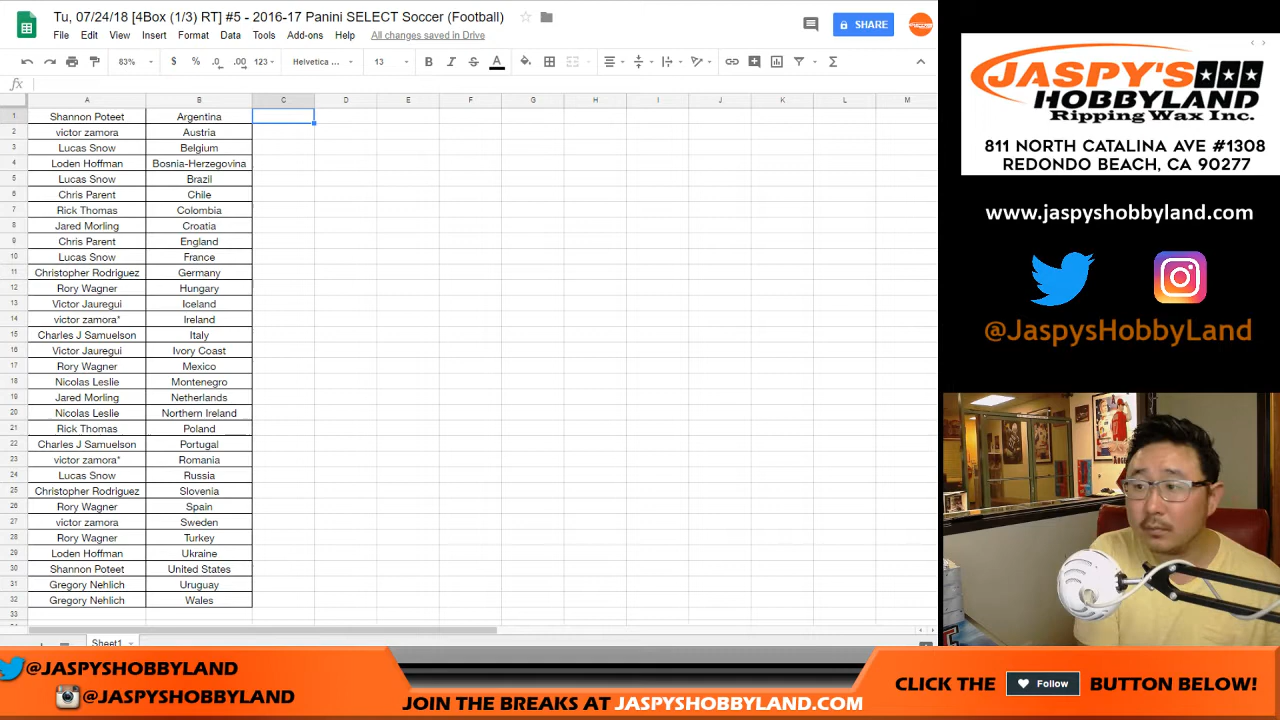 Tu, 07/24/18 [4Box (1/3) RT] #5 - 2016-17 Panini SELECT Soccer (Football)
SHARE
File Edit View Insert Format Data Tools Add-ons Help All changes saved in Drive
83% $ % .0 .00 123 Helvetica ... 13 B I S A
fx
A B C D E F G H I J K L M
1 Shannon Poteet Argentina
2 victor zamora Austria
3 Lucas Snow Belgium
4 Loden Hoffman Bosnia-Herzegovina
5 Lucas Snow Brazil
6 Chris Parent Chile
7 Rick Thomas Colombia
8 Jared Morling Croatia
9 Chris Parent England
10 Lucas Snow France
11 Christopher Rodriguez Germany
12 Rory Wagner Hungary
13 Victor Jauregui Iceland
14 victor zamora* Ireland
15 Charles J Samuelson Italy
16 Victor Jauregui Ivory Coast
17 Rory Wagner Mexico
18 Nicolas Leslie Montenegro
19 Jared Morling Netherlands
20 Nicolas Leslie Northern Ireland
21 Rick Thomas Poland
22 Charles J Samuelson Portugal
23 victor zamora* Romania
24 Lucas Snow Russia
25 Christopher Rodriguez Slovenia
26 Rory Wagner Spain
27 victor zamora Sweden
28 Rory Wagner Turkey
29 Loden Hoffman Ukraine
30 Shannon Poteet United States
31 Gregory Nehlich Uruguay
32 Gregory Nehlich Wales
33
Sheet1
JASPY'S
HOBBYLAND
Ripping Wax Inc.
811 NORTH CATALINA AVE #1308
REDONDO BEACH, CA 90277
www.jaspyshobbyland.com
@JaspysHobbyLand
@JASPYSHOBBYLAND
@JASPYSHOBBYLAND
JOIN THE BREAKS AT JASPYSHOBBYLAND.COM
CLICK THE Follow BUTTON BELOW!